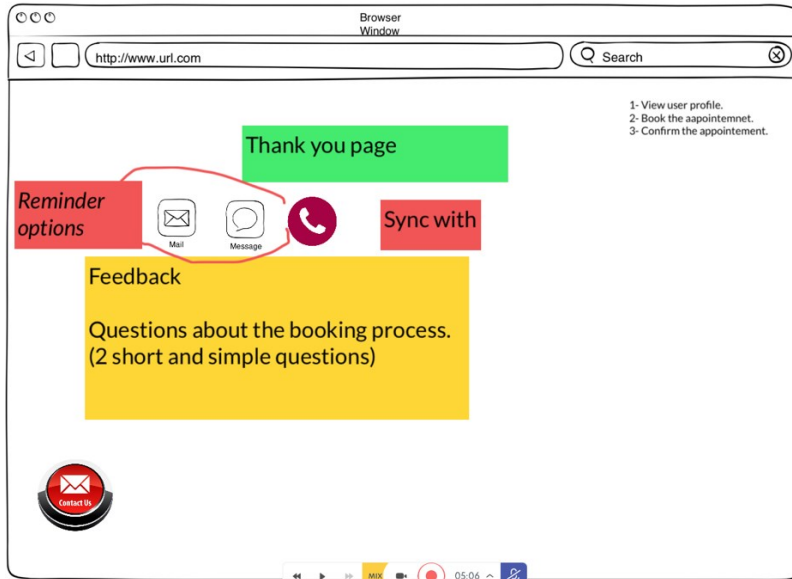 Browser
Window
http://www.url.com
Search
1- View user profile.
2- Book the aapointemnet.
3- Confirm the appointement.
Thank you page
Reminder
options
Mail
Message
Sync with
Feedback
Questions about the booking process.
(2 short and simple questions)
Contact Us
MIX
05:06